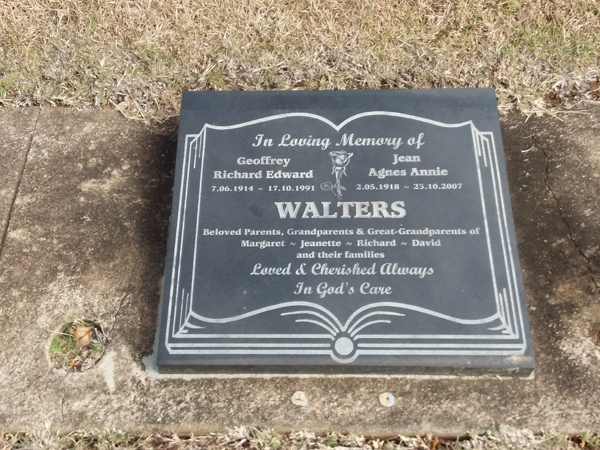 In Loving Memory of
Geoffrey
Richard Edward
7.06.1914 ~ 17.10.1991
Jean
Agnes Annie
2.05.1918 ~ 23.10.2007
WALTERS
Beloved Parents, Grandparents & Great-Grandparents of
Margaret ~ Jeanette ~ Richard ~ David
and their families
Loved & Cherished Always
In God's Care